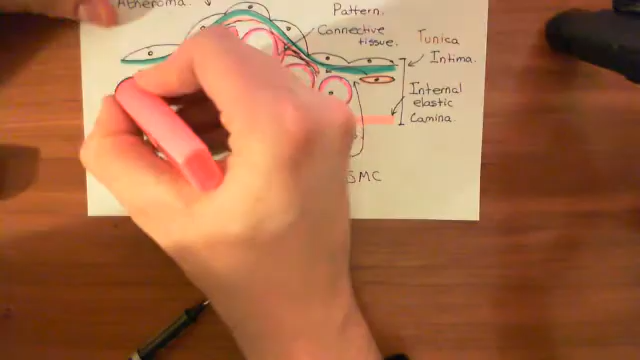 Atheroma.
Pattern.
Connective
tissue.
Tunica
Intima.
Internal
elastic
Lamina.
SMC